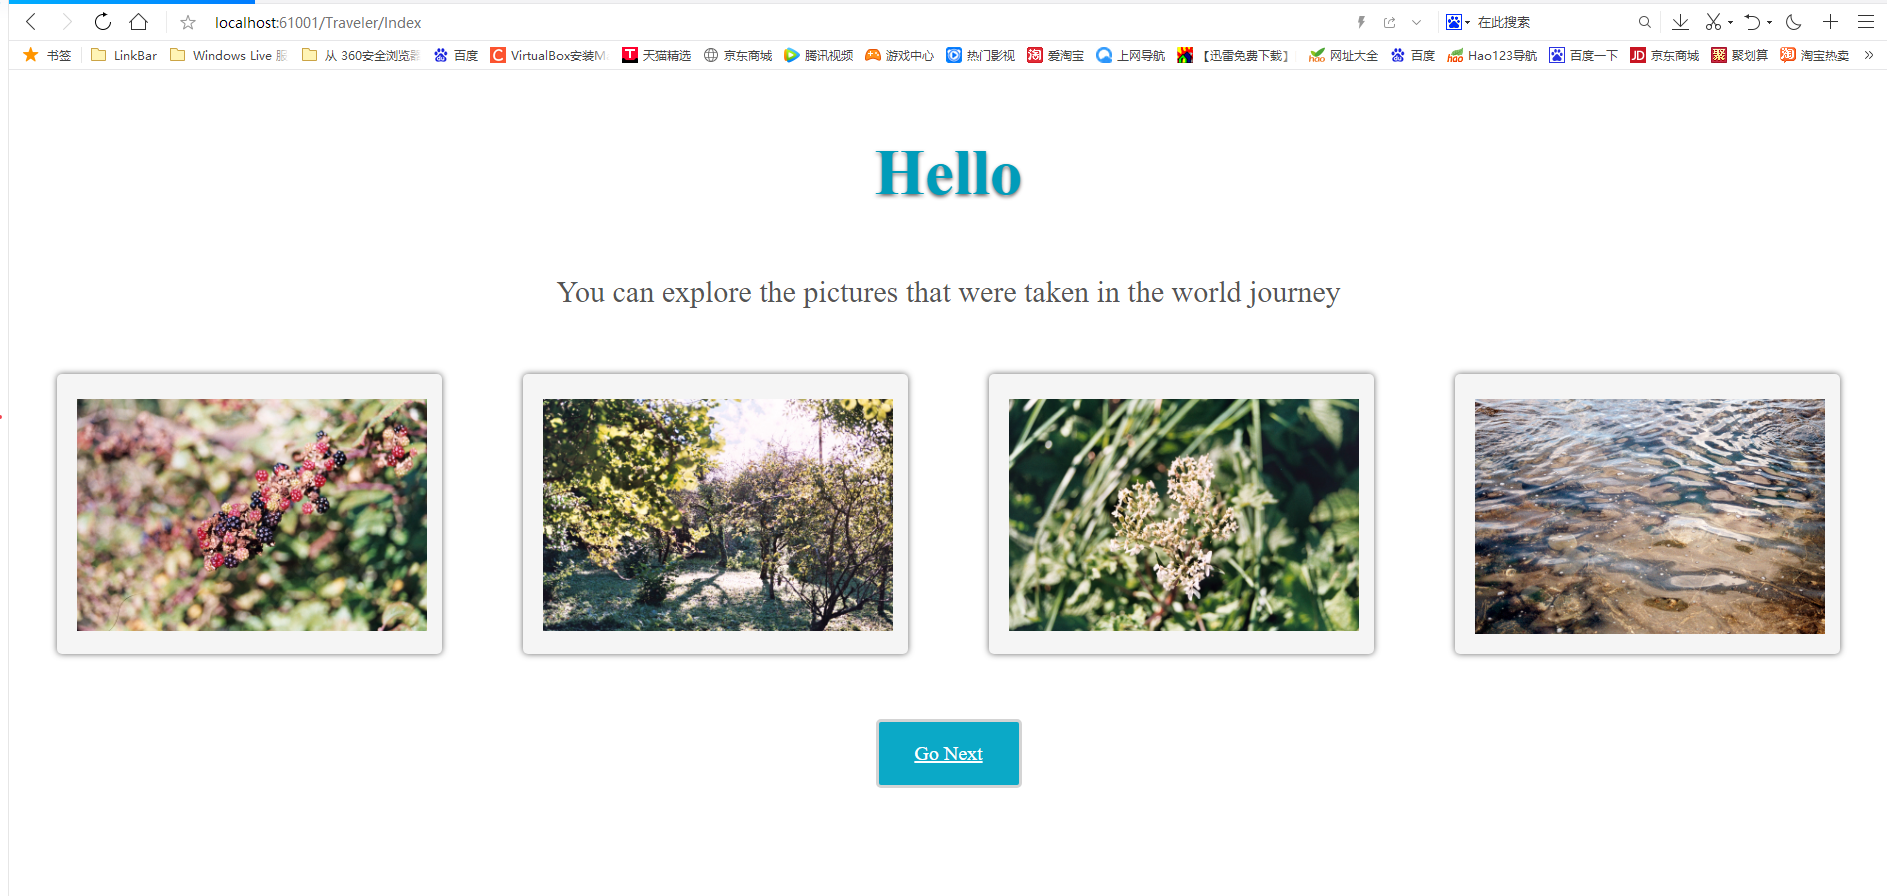 localhost:61001/Traveler/Index
在此搜索
书签 LinkBar Windows Live 服 从 360安全浏览器 百度 VirtualBox安装M 天猫精选 京东商城 腾讯视频 游戏中心 热门影视 爱淘宝 上网导航 【迅雷免费下载】 网址大全 百度 Hao123导航 百度一下 京东商城 聚划算 淘宝热卖
Hello
You can explore the pictures that were taken in the world journey
Go Next